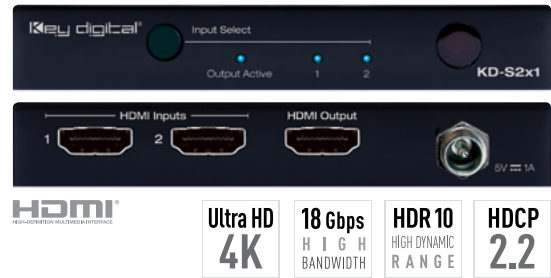 Key digital®
Input Select
Output Active 1 2
KD-S2x1
HDMI Inputs
HDMI Output
1 2
5V ⎓ 1A
HDMI®
HIGH-DEFINITION MULTIMEDIA INTERFACE
Ultra HD
4K
18 Gbps
HIGH
BANDWIDTH
HDR 10
HIGH DYNAMIC
RANGE
HDCP
2.2